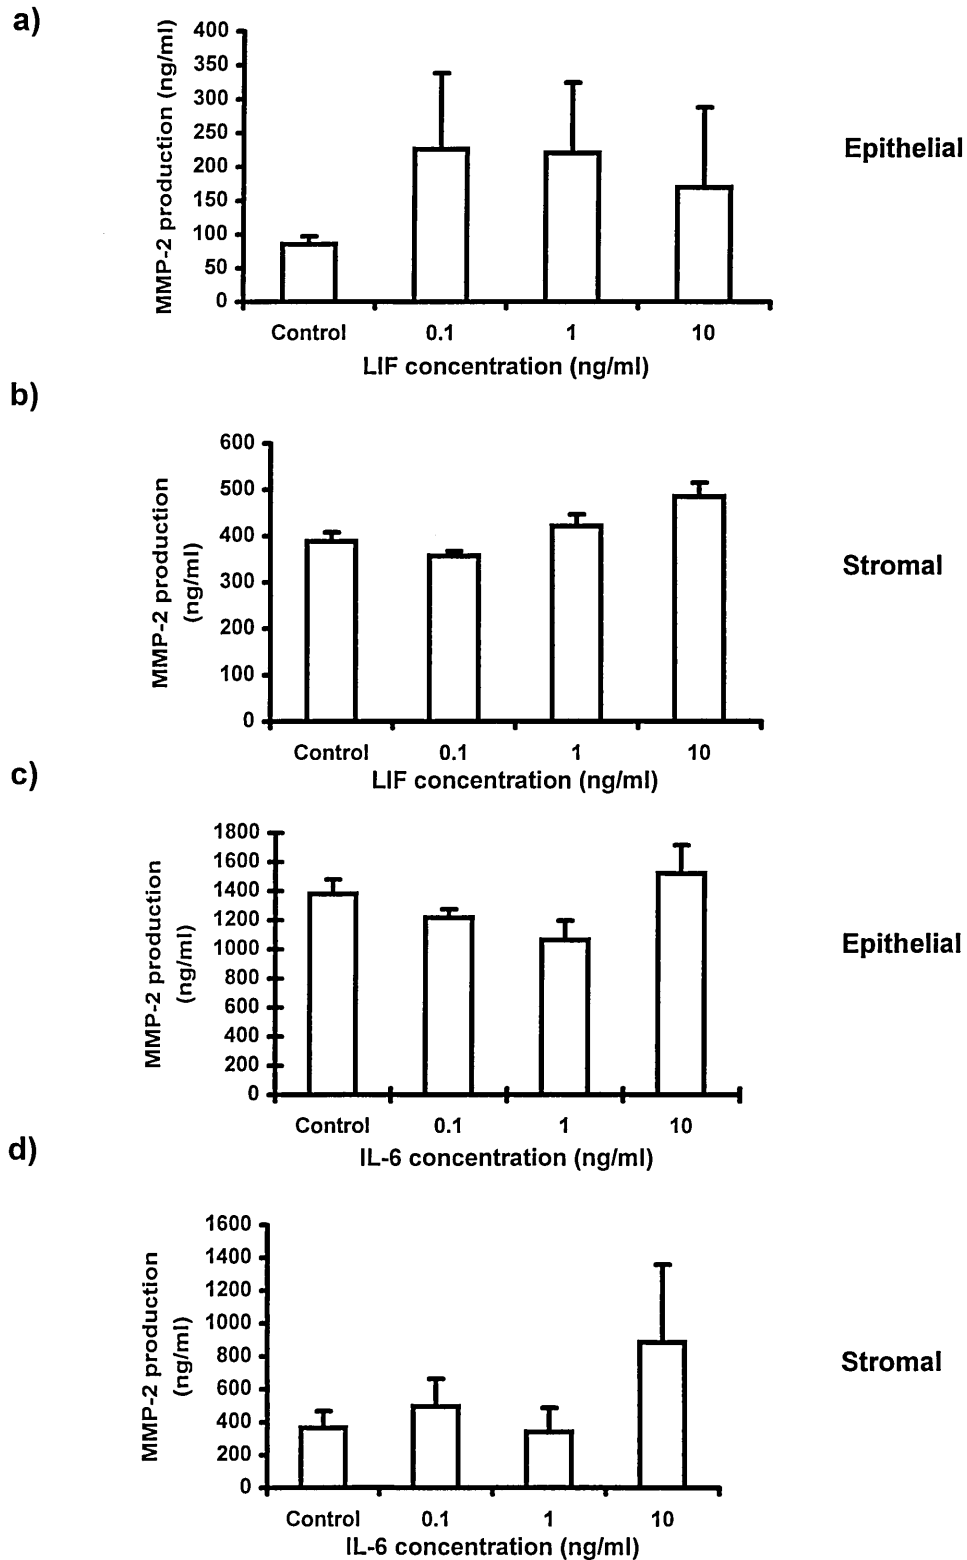 a)
MMP-2 production (ng/ml)
400
350
300
250
200
150
100
50
0
Control 0.1 1 10
LIF concentration (ng/ml)
Epithelial
b)
MMP-2 production
(ng/ml)
600
500
400
300
200
100
0
Control 0.1 1 10
LIF concentration (ng/ml)
Stromal
c)
MMP-2 production
(ng/ml)
1800
1600
1400
1200
1000
800
600
400
200
0
Control 0.1 1 10
IL-6 concentration (ng/ml)
Epithelial
d)
MMP-2 production
(ng/ml)
1600
1400
1200
1000
800
600
400
200
0
Control 0.1 1 10
IL-6 concentration (ng/ml)
Stromal